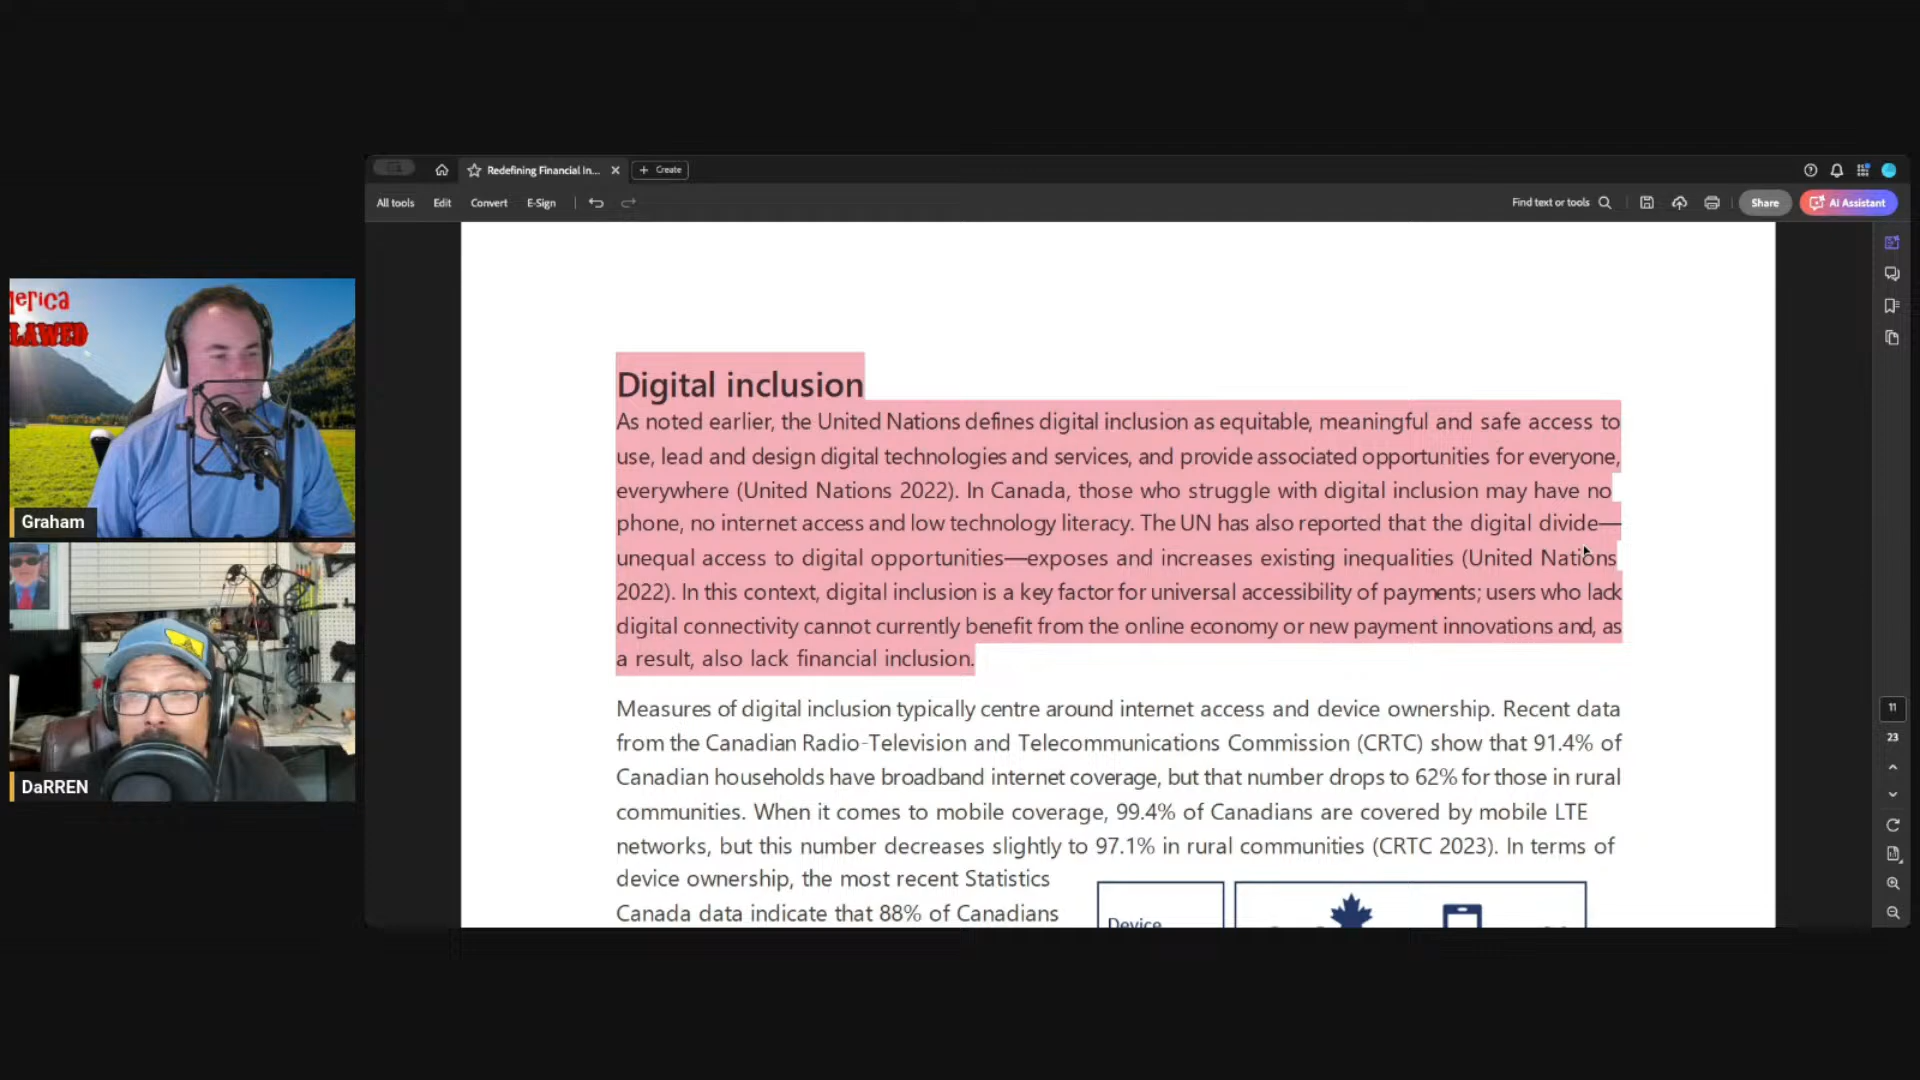 Redefining Financial In...
Create
All tools
Edit
Convert
E-Sign
Find text or tools
Share
AI Assistant
merica
LAWED
Graham
DaRREN
Digital inclusion
As noted earlier, the United Nations defines digital inclusion as equitable, meaningful and safe access to
use, lead and design digital technologies and services, and provide associated opportunities for everyone,
everywhere (United Nations 2022). In Canada, those who struggle with digital inclusion may have no
phone, no internet access and low technology literacy. The UN has also reported that the digital divide—
unequal access to digital opportunities—exposes and increases existing inequalities (United Nations
2022). In this context, digital inclusion is a key factor for universal accessibility of payments; users who lack
digital connectivity cannot currently benefit from the online economy or new payment innovations and, as
a result, also lack financial inclusion.
Measures of digital inclusion typically centre around internet access and device ownership. Recent data
from the Canadian Radio-Television and Telecommunications Commission (CRTC) show that 91.4% of
Canadian households have broadband internet coverage, but that number drops to 62% for those in rural
communities. When it comes to mobile coverage, 99.4% of Canadians are covered by mobile LTE
networks, but this number decreases slightly to 97.1% in rural communities (CRTC 2023). In terms of
device ownership, the most recent Statistics
Canada data indicate that 88% of Canadians
Device
11
23